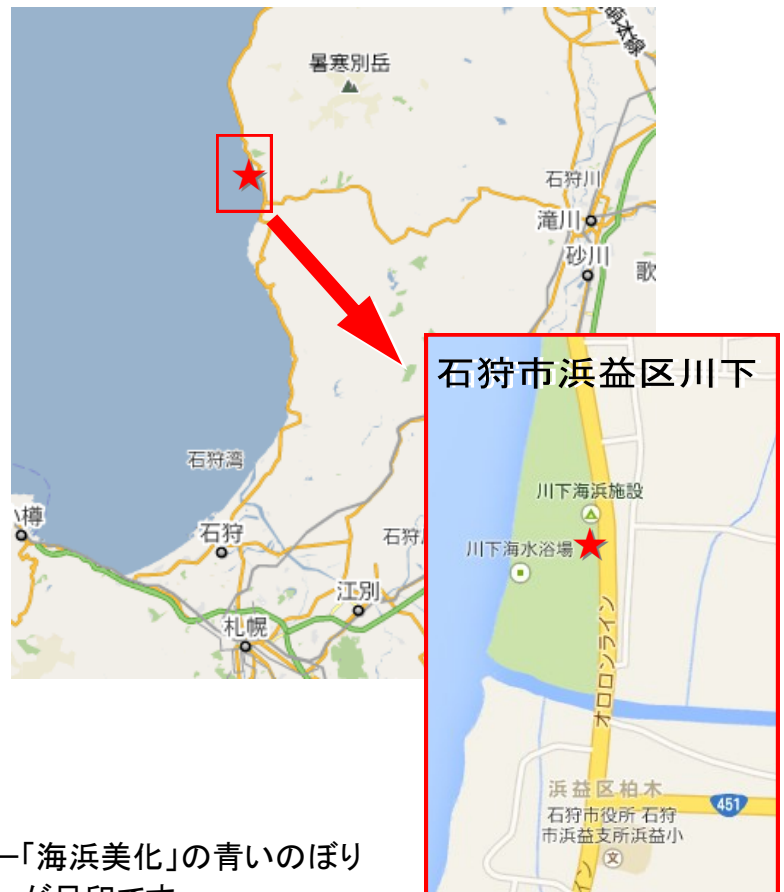 暑寒別岳
石狩川
滝川
砂川
歌
石狩市浜益区川下
石狩湾
川下海浜施設
小樽
石狩
石狩
川下海水浴場
江別
札幌
オロロンライン
浜益区柏木
451
石狩市役所 石狩
市浜益支所浜益小
文
「海浜美化」の青いのぼり